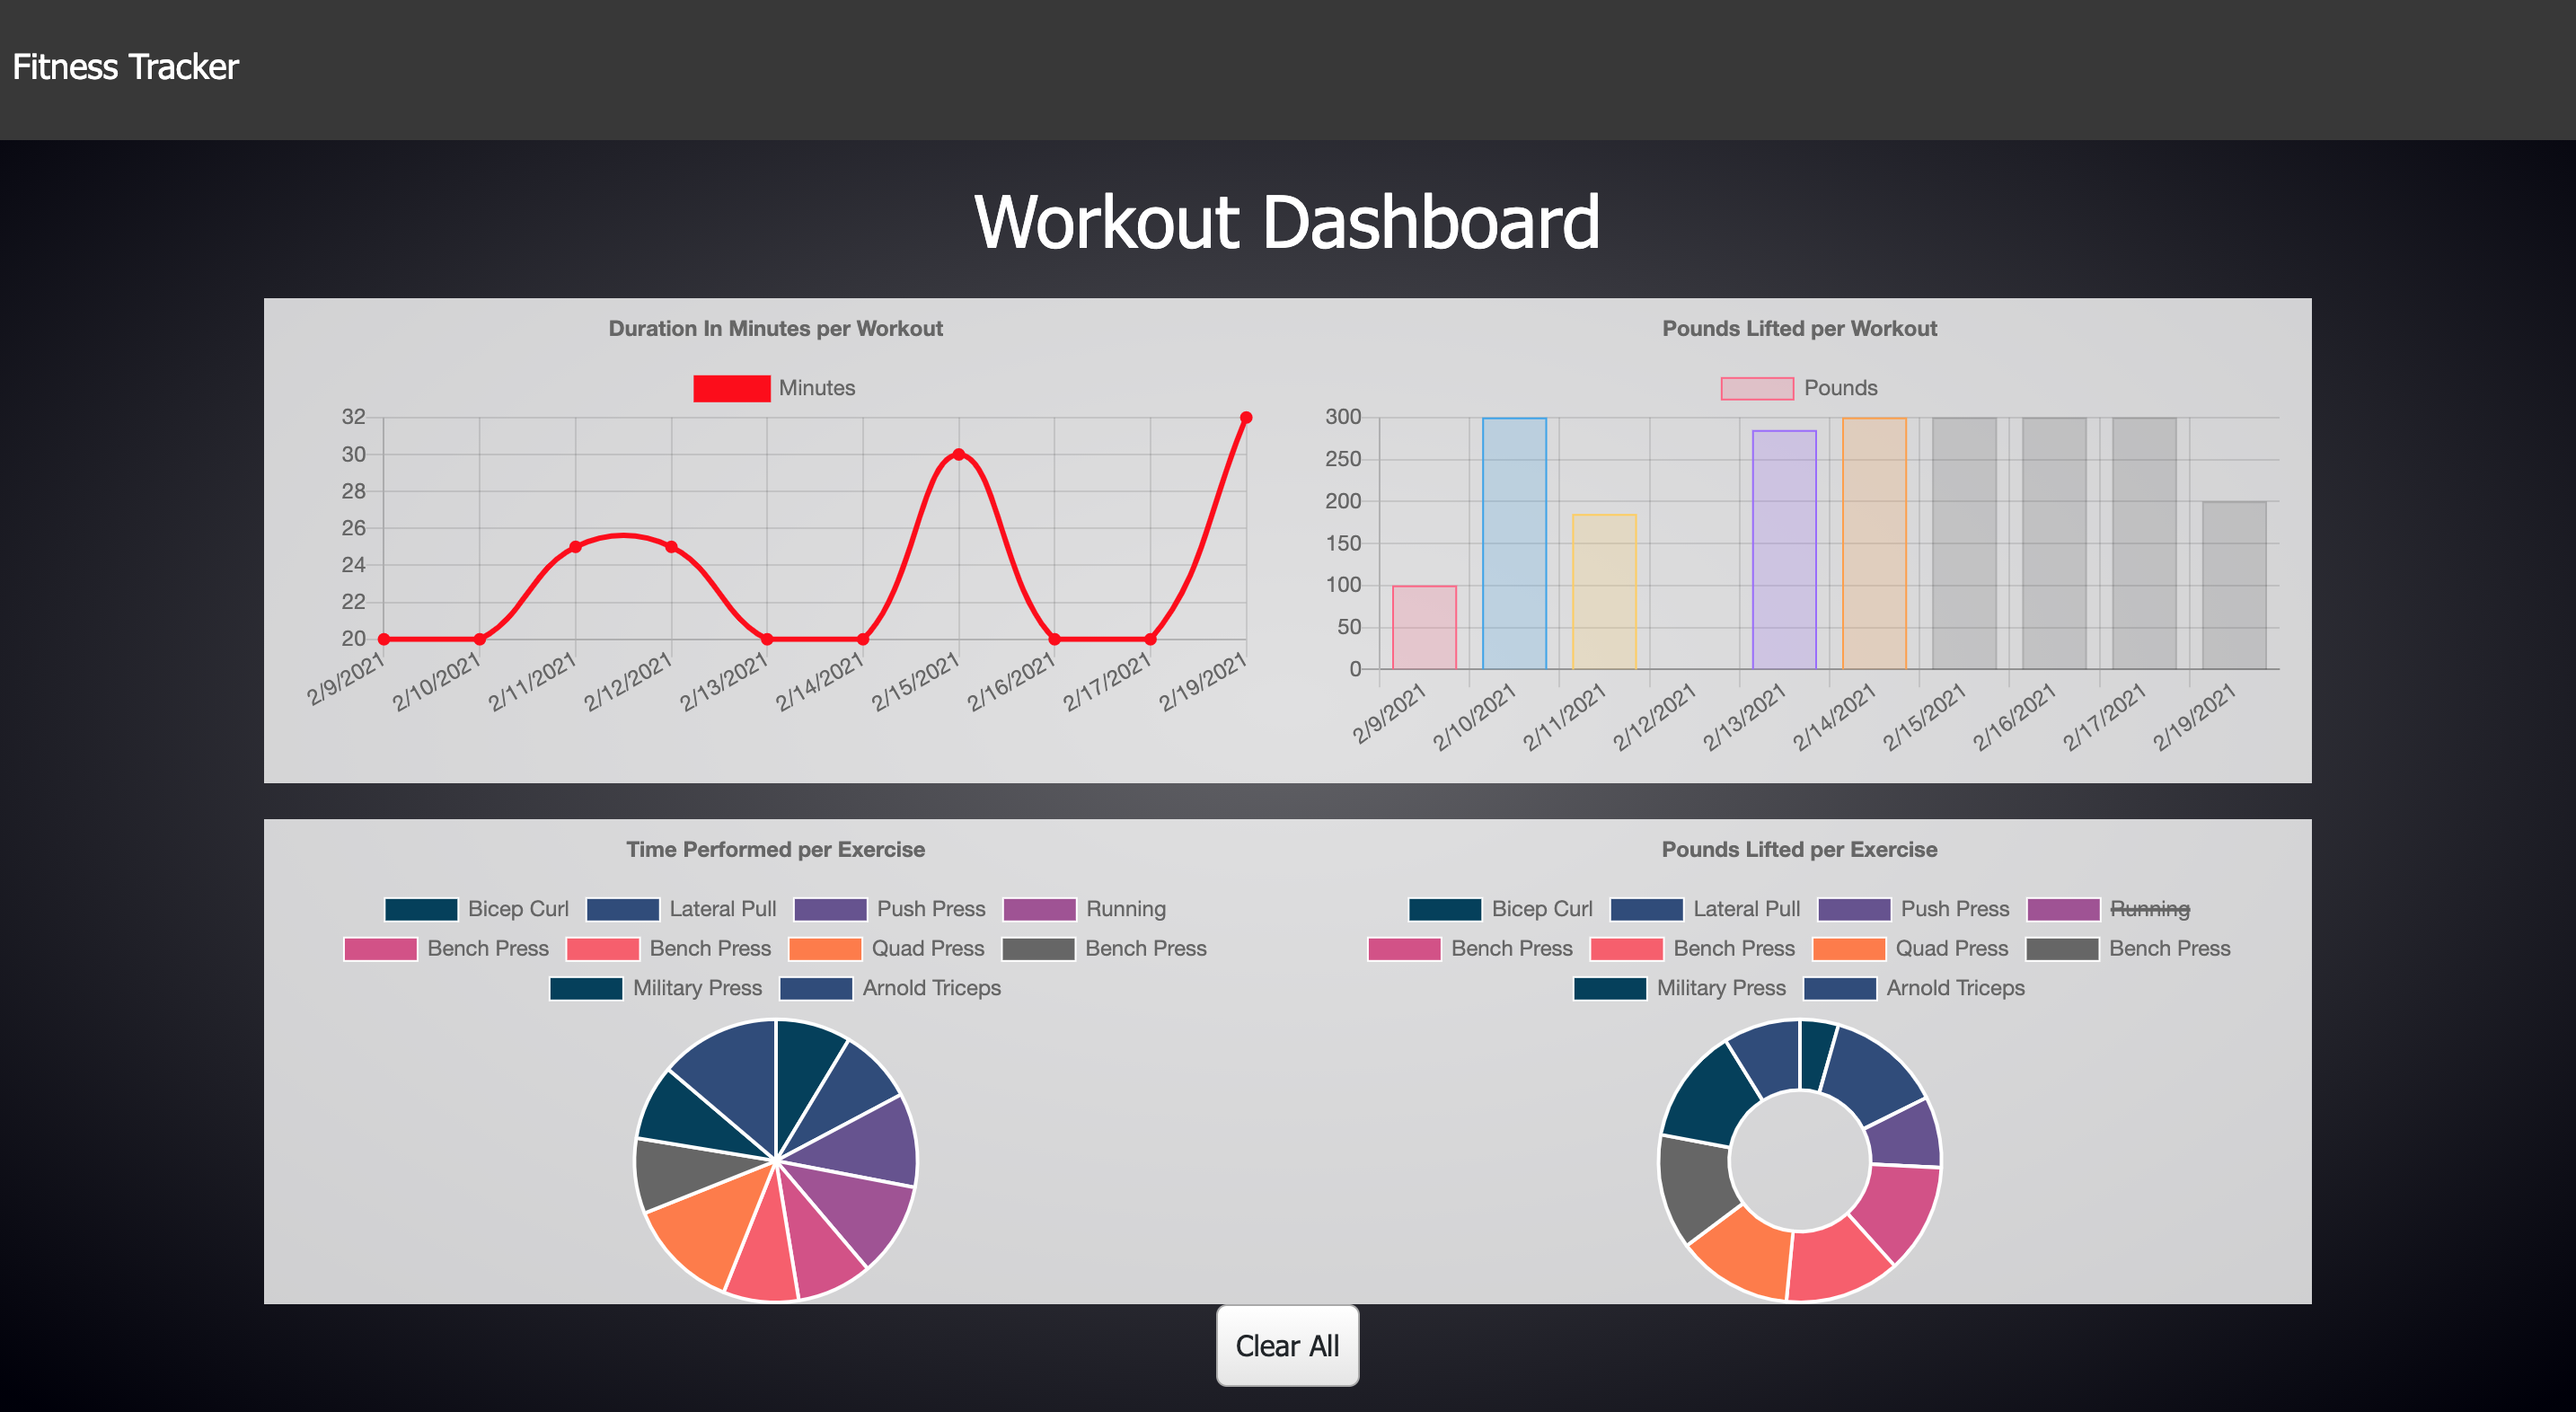 Fitness Tracker
Workout Dashboard
Duration In Minutes per Workout
Minutes
32
30
28
26
24
22
20
2/9/2021 2/10/2021 2/11/2021 2/12/2021 2/13/2021 2/14/2021 2/15/2021 2/16/2021 2/17/2021 2/19/2021
Pounds Lifted per Workout
Pounds
300
250
200
150
100
50
0
2/9/2021 2/10/2021 2/11/2021 2/12/2021 2/13/2021 2/14/2021 2/15/2021 2/16/2021 2/17/2021 2/19/2021
Time Performed per Exercise
Bicep Curl Lateral Pull Push Press Running
Bench Press Bench Press Quad Press Bench Press
Military Press Arnold Triceps
Pounds Lifted per Exercise
Bicep Curl Lateral Pull Push Press Running
Bench Press Bench Press Quad Press Bench Press
Military Press Arnold Triceps
Clear All